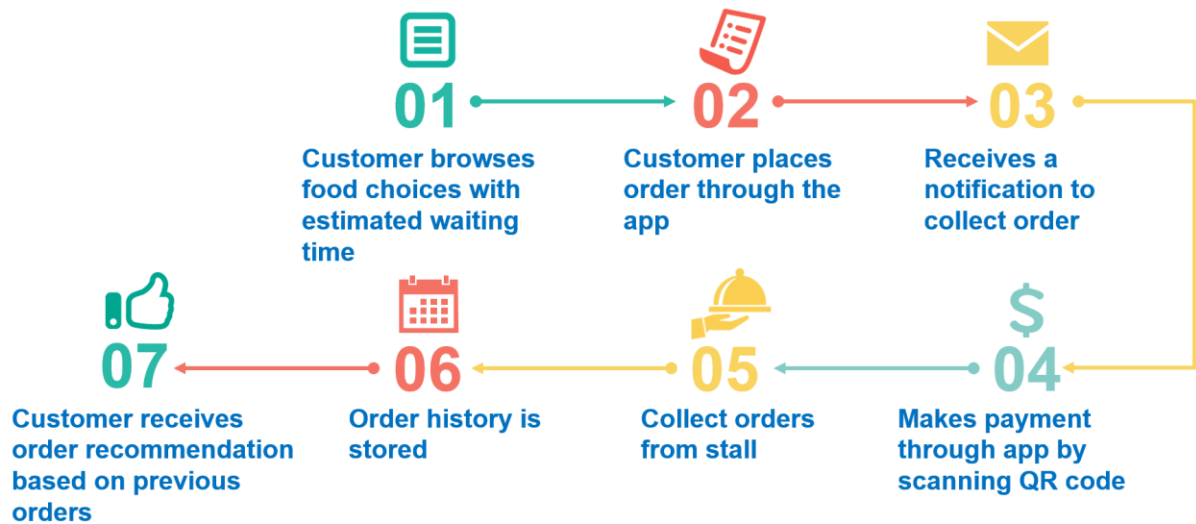 01
Customer browses
food choices with
estimated waiting
time
02
Customer places
order through the
app
03
Receives a
notification to
collect order
$
04
Makes payment
through app by
scanning QR code
05
Collect orders
from stall
06
Order history is
stored
07
Customer receives
order recommendation
based on previous
orders